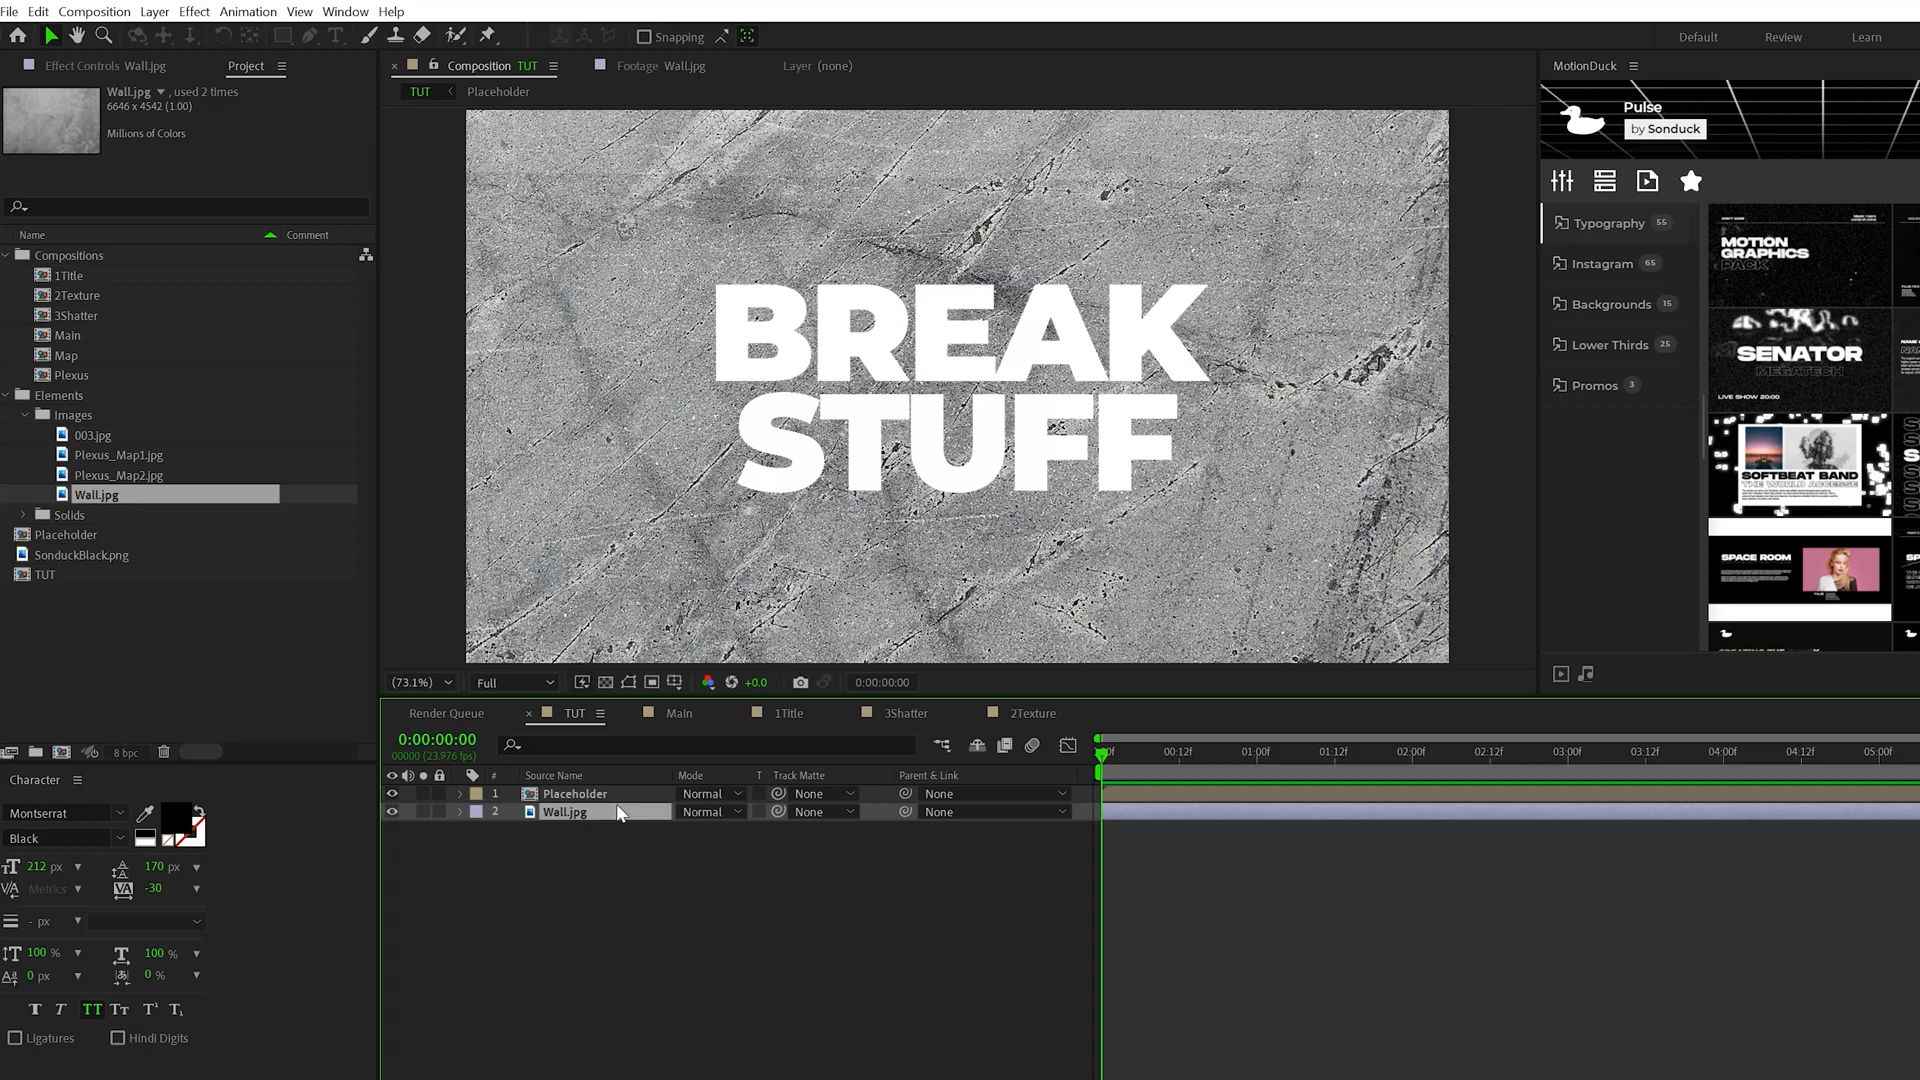 File Edit Composition Layer Effect Animation View Window Help
Snapping
Default Review Learn
Effect Controls Wall.jpg
Project
Wall.jpg , used 2 times
6646 x 4542 (1.00)
Millions of Colors
Name Comment
Compositions
1Title
2Texture
3Shatter
Main
Map
Plexus
Elements
Images
003.jpg
Plexus_Map1.jpg
Plexus_Map2.jpg
Wall.jpg
Solids
Placeholder
SonduckBlack.png
TUT
8 bpc
Composition TUT
Footage Wall.jpg
Layer (none)
TUT Placeholder
BREAK
STUFF
(73.1%) Full +0.0 0:00:00:00
MotionDuck
Pulse
by Sonduck
Typography 55
Instagram 65
Backgrounds 15
Lower Thirds 25
Promos 3
MOTION
GRAPHICS
PACK
SENATOR
MEGATECH
LIVE SHOW 20:00
SOFTBEAT BAND
THE WORLD ACCESSE
SPACE ROOM
Character
Montserrat
Black
212 px 170 px
Metrics -30
- px
100 % 100 %
0 px 0 %
Ligatures Hindi Digits
Render Queue TUT Main 1Title 3Shatter 2Texture
0:00:00:00
00000 (23.976 fps)
# Source Name Mode T Track Matte Parent & Link
1 Placeholder Normal None None
2 Wall.jpg Normal None None
00:12f 01:00f 01:12f 02:00f 02:12f 03:00f 03:12f 04:00f 04:12f 05:00f